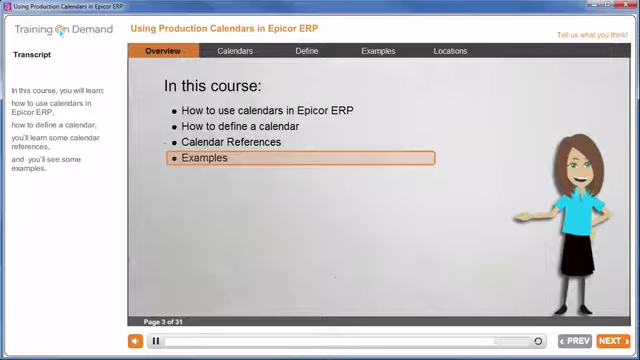 Using Production Calendars in Epicor ERP
Training On Demand
Using Production Calendars in Epicor ERP
Tell us what you think!
Transcript
Overview
Calendars
Define
Examples
Locations
In this course, you will learn:
how to use calendars in
Epicor ERP,
how to define a calendar,
you'll learn some calendar
references,
and you'll see some
examples.
In this course:
• How to use calendars in Epicor ERP
• How to define a calendar
• Calendar References
• Examples
Page 3 of 31
PREV
NEXT